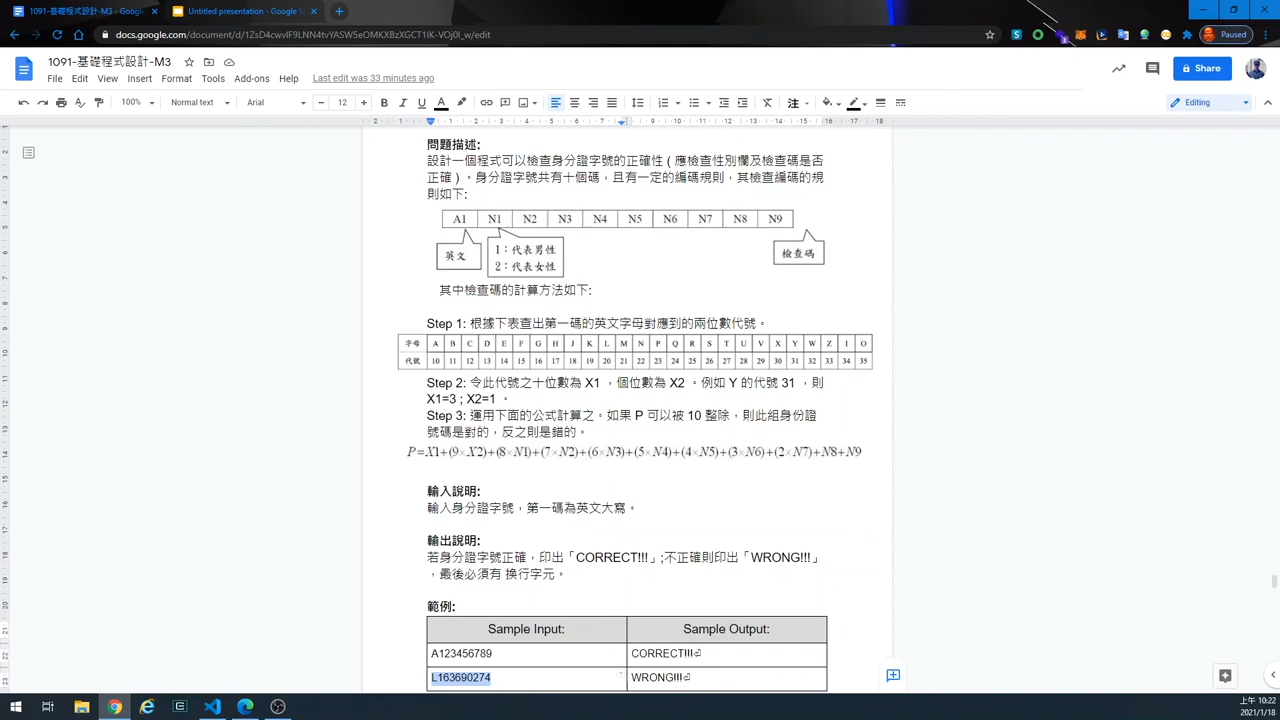 1091-基礎程式設計-M3 - Googl
Untitled presentation - Google S
docs.google.com/document/d/
Paused
1091-基礎程式設計-M3
File Edit View Insert Format Tools Add-ons Help Last edit was 33 minutes ago
Share
100% Normal text Arial 12
Editing
問題描述:
設計一個程式可以檢查身分證字號的正確性 ( 應檢查性別欄及檢查碼是否
正確 ) 。身分證字號共有十個碼，且有一定的編碼規則，其檢查編碼的規
則如下:
A1 N1 N2 N3 N4 N5 N6 N7 N8 N9
英文
1：代表男性
2：代表女性
檢查碼
其中檢查碼的計算方法如下:
Step 1: 根據下表查出第一碼的英文字母對應到的兩位數代號。
字母 A B C D E F G H J K L M N P Q R S T U V X Y W Z I O
代號 10 11 12 13 14 15 16 17 18 19 20 21 22 23 24 25 26 27 28 29 30 31 32 33 34 35
Step 2: 令此代號之十位數為 X1 ，個位數為 X2 。例如 Y 的代號 31 ，則
X1=3 ; X2=1 。
Step 3: 運用下面的公式計算之。如果 P 可以被 10 整除，則此組身份證
號碼是對的，反之則是錯的。
P=X1+(9×X2)+(8×N1)+(7×N2)+(6×N3)+(5×N4)+(4×N5)+(3×N6)+(2×N7)+N8+N9
輸入說明:
輸入身分證字號，第一碼為英文大寫。
輸出說明:
若身分證字號正確，印出「CORRECT!!!」;不正確則印出「WRONG!!!」
，最後必須有 換行字元。
範例:
Sample Input: Sample Output:
A123456789 CORRECT!!!⏎
L163690274 WRONG!!!⏎
上午 10:22
2021/1/18